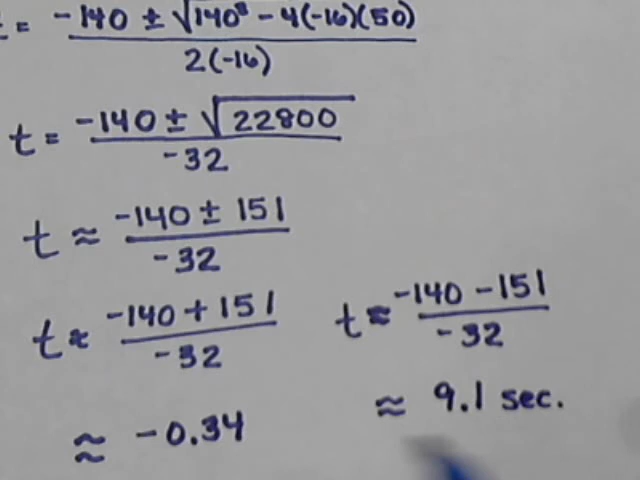 t = -140 ± √140² - 4(-16)(50)
2(-16)
t = -140 ± √22800
-32
t ≈ -140 ± 151
-32
t ≈ -140 + 151
-32
≈ -0.34
t ≈ -140 - 151
-32
≈ 9.1 sec.